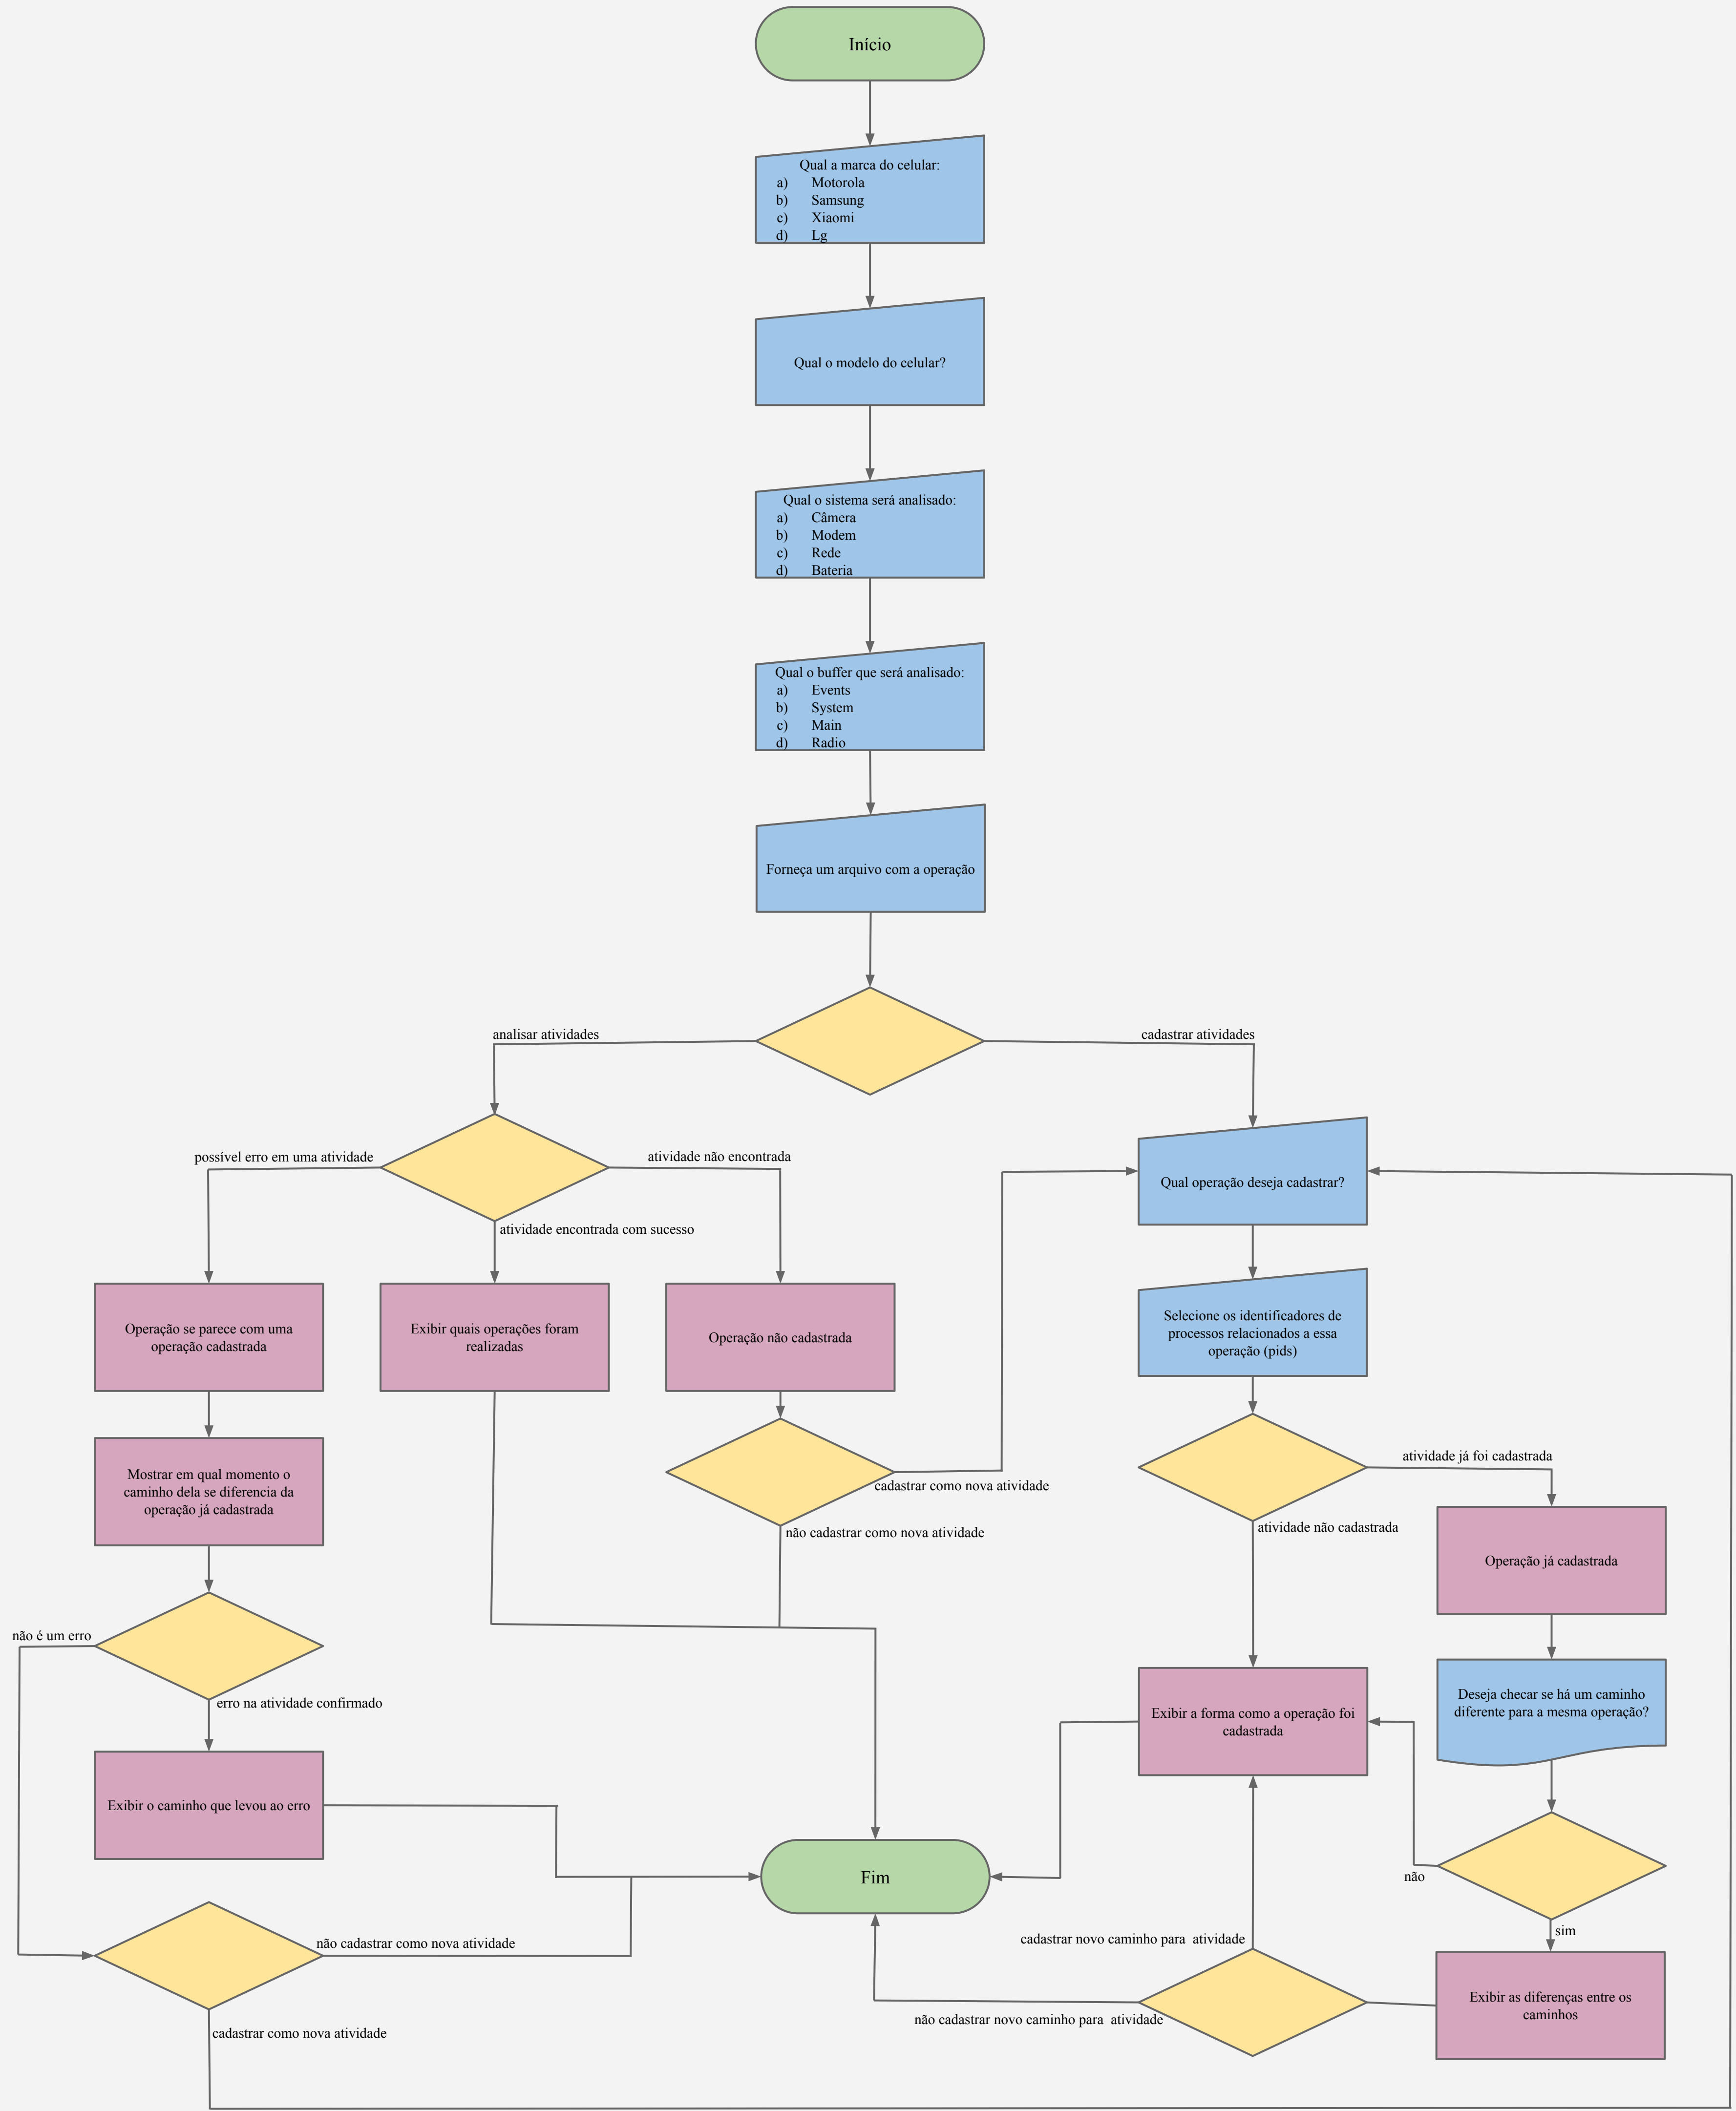 Início
Qual a marca do celular:
a) Motorola
b) Samsung
c) Xiaomi
d) Lg
Qual o modelo do celular?
Qual o sistema será analisado:
a) Câmera
b) Modem
c) Rede
d) Bateria
Qual o buffer que será analisado:
a) Events
b) System
c) Main
d) Radio
Forneça um arquivo com a operação
analisar atividades
cadastrar atividades
possível erro em uma atividade
atividade não encontrada
atividade encontrada com sucesso
Qual operação deseja cadastrar?
Operação se parece com uma
operação cadastrada
Exibir quais operações foram
realizadas
Operação não cadastrada
Selecione os identificadores de
processos relacionados a essa
operação (pids)
Mostrar em qual momento o
caminho dela se diferencia da
operação já cadastrada
cadastrar como nova atividade
não cadastrar como nova atividade
atividade já foi cadastrada
atividade não cadastrada
Operação já cadastrada
não é um erro
erro na atividade confirmado
Exibir a forma como a operação foi
cadastrada
Deseja checar se há um caminho
diferente para a mesma operação?
Exibir o caminho que levou ao erro
Fim
não
sim
não cadastrar como nova atividade
cadastrar novo caminho para  atividade
não cadastrar novo caminho para  atividade
Exibir as diferenças entre os
caminhos
cadastrar como nova atividade